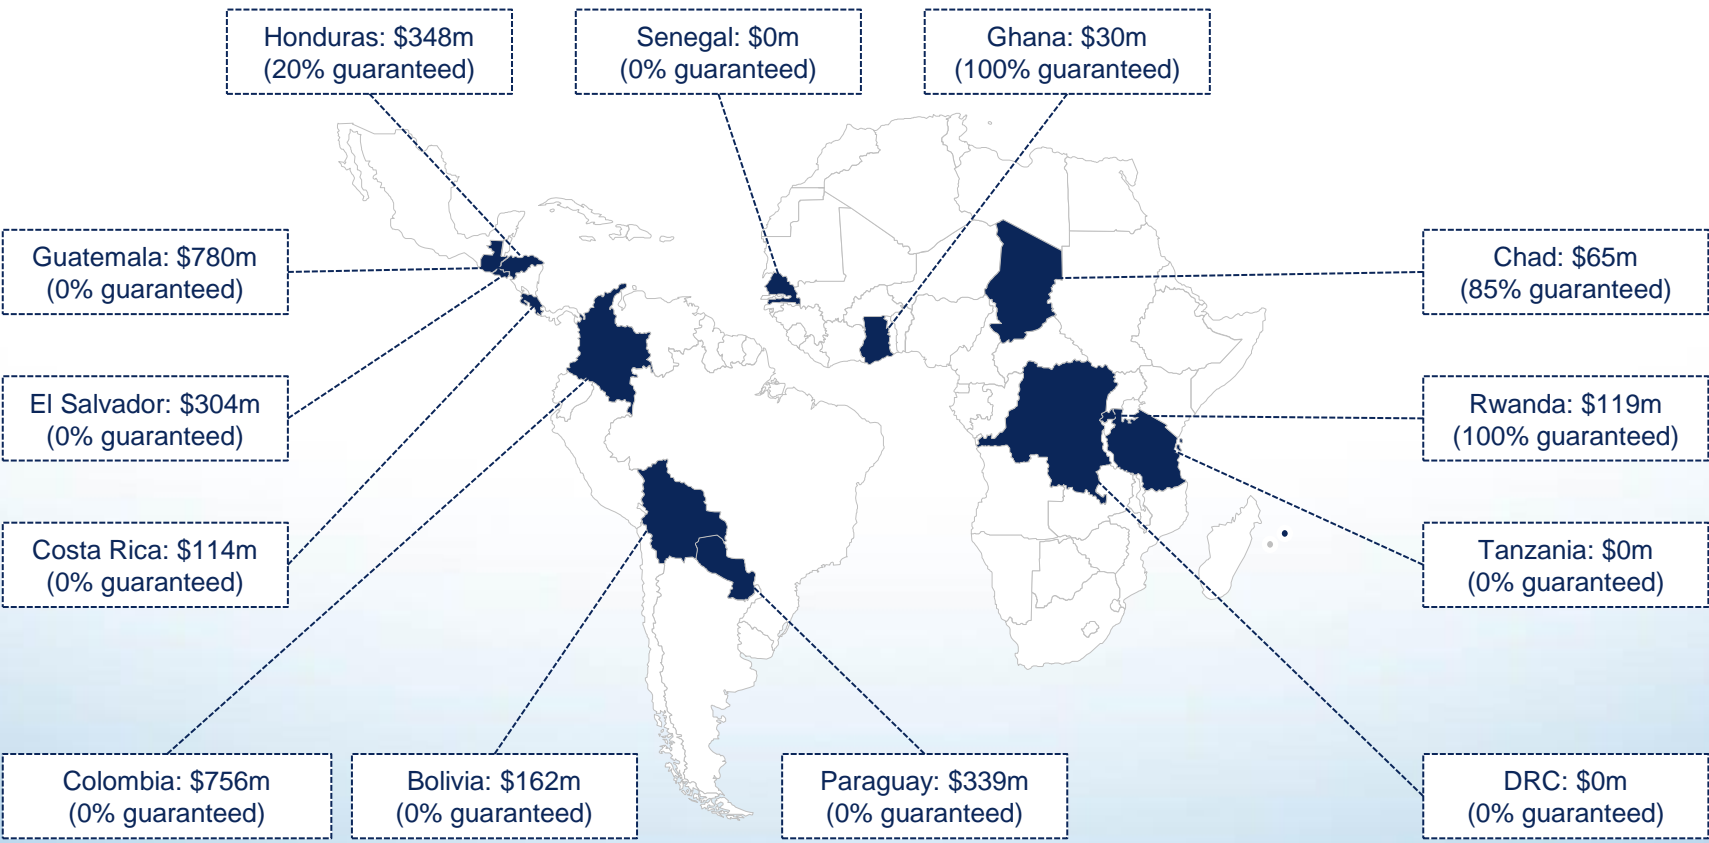 Honduras: $348m
(20% guaranteed)
Senegal: $0m
(0% guaranteed)
Ghana: $30m
(100% guaranteed)
Guatemala: $780m
(0% guaranteed)
Chad: $65m
(85% guaranteed)
El Salvador: $304m
(0% guaranteed)
Rwanda: $119m
(100% guaranteed)
Costa Rica: $114m
(0% guaranteed)
Tanzania: $0m
(0% guaranteed)
Colombia: $756m
(0% guaranteed)
Bolivia: $162m
(0% guaranteed)
Paraguay: $339m
(0% guaranteed)
DRC: $0m
(0% guaranteed)